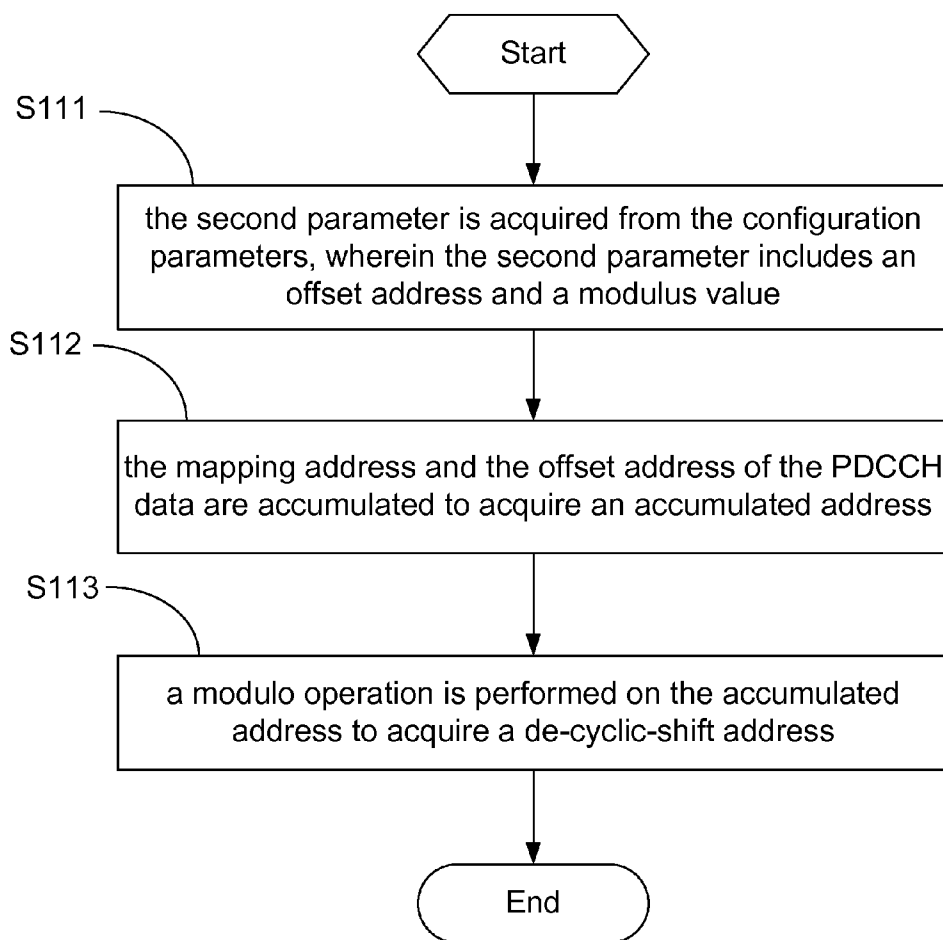 Start
S111
the second parameter is acquired from the configuration
parameters, wherein the second parameter includes an
offset address and a modulus value
S112
the mapping address and the offset address of the PDCCH
data are accumulated to acquire an accumulated address
S113
a modulo operation is performed on the accumulated
address to acquire a de-cyclic-shift address
End